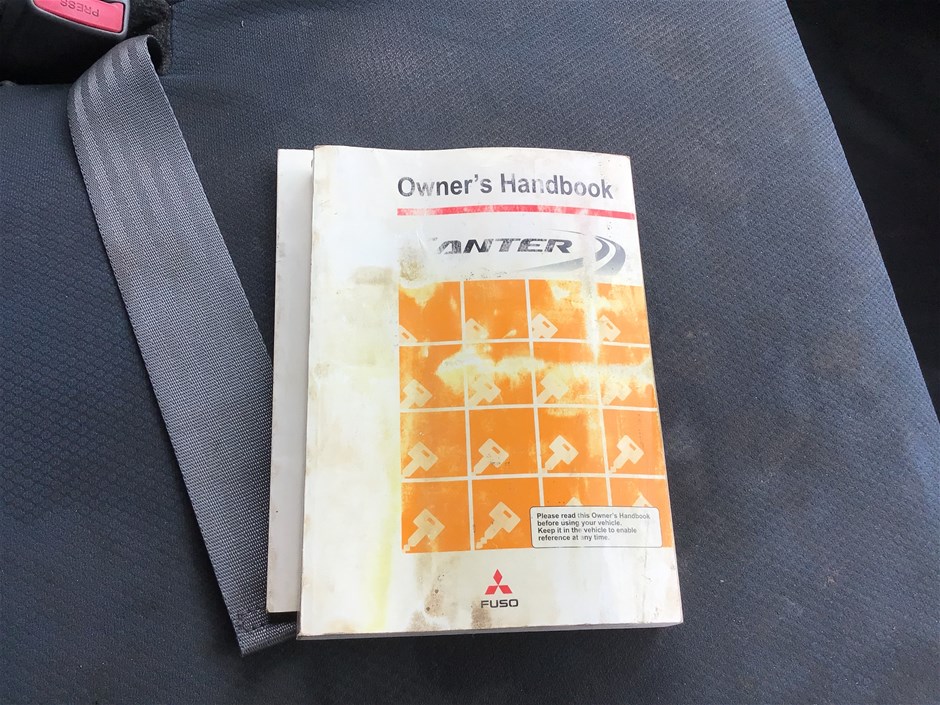 PRESS
Owner's Handbook
ANTER
Please read this Owner's Handbook
before using your vehicle.
Keep it in the vehicle to enable
reference at any time.
FUSO